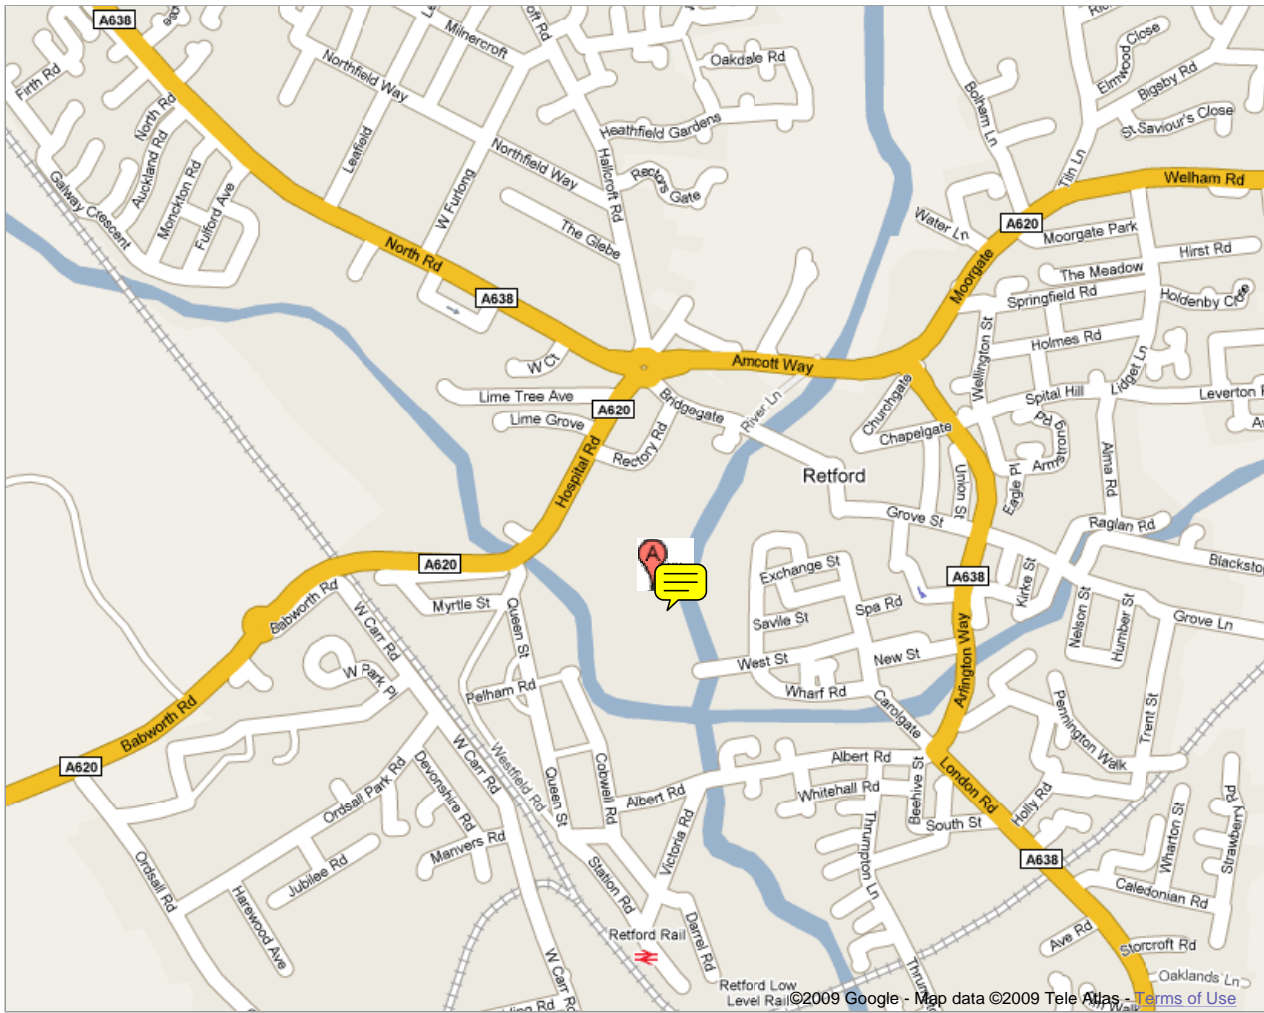 A638
Firth Rd
North Rd
Auckland Rd
Monckton Rd
Fulford Ave
Galway Crescent
Milnercroft
Northfield Way
Leafield
W Furlong
Northfield Way
Oakdale Rd
Heathfield Gardens
Hallcroft Rd
Rectors Gate
The Glebe
North Rd
A638
Bolham Ln
Elmwood Close
Bigsby Rd
St Saviour's Close
Tiln Ln
Welham Rd
A620
Water Ln
Moorgate Park
Hirst Rd
Moorgate
The Meadow
Springfield Rd
Holmes Rd
Wellington St
Lidget Ln
Spital Hill
Leverton
W Ct
Lime Tree Ave
A620
Lime Grove
Amcott Way
Bridgegate
River Ln
Rectory Rd
Hospital Rd
Churchgate
Chapelgate
Retford
Union St
Eagle Pl
Armstrong Rd
Alma Rd
Grove St
Raglan Rd
A
A620
Babworth Rd
Myrtle St
Queen St
W Carr Rd
W Park Pl
Pelham Rd
Exchange St
Savile St
Spa Rd
A638
Kirke St
Nelson St
Humber St
Grove Ln
West St
New St
Wharf Rd
Carolgate
Arlington Way
Pennington Walk
Trent St
Babworth Rd
A620
Westfield Rd
W Carr Rd
Devonshire Rd
Ordsall Park Rd
Queen St
Cobwell Rd
Albert Rd
Albert Rd
Whitehall Rd
Beehive St
London Rd
Holly Rd
South St
Victoria Rd
Thrumpton Ln
Wharton St
Strawberry Rd
A638
Caledonian Rd
Manvers Rd
Jubilee Rd
Ordsall Rd
Harewood Ave
Station Rd
Darrel Rd
Retford Rail
Ave Rd
Storcroft Rd
Oaklands Ln
W Carr Rd
Retford Low
Level Rail
©2009 Google - Map data ©2009 Tele Atlas - Terms of Use